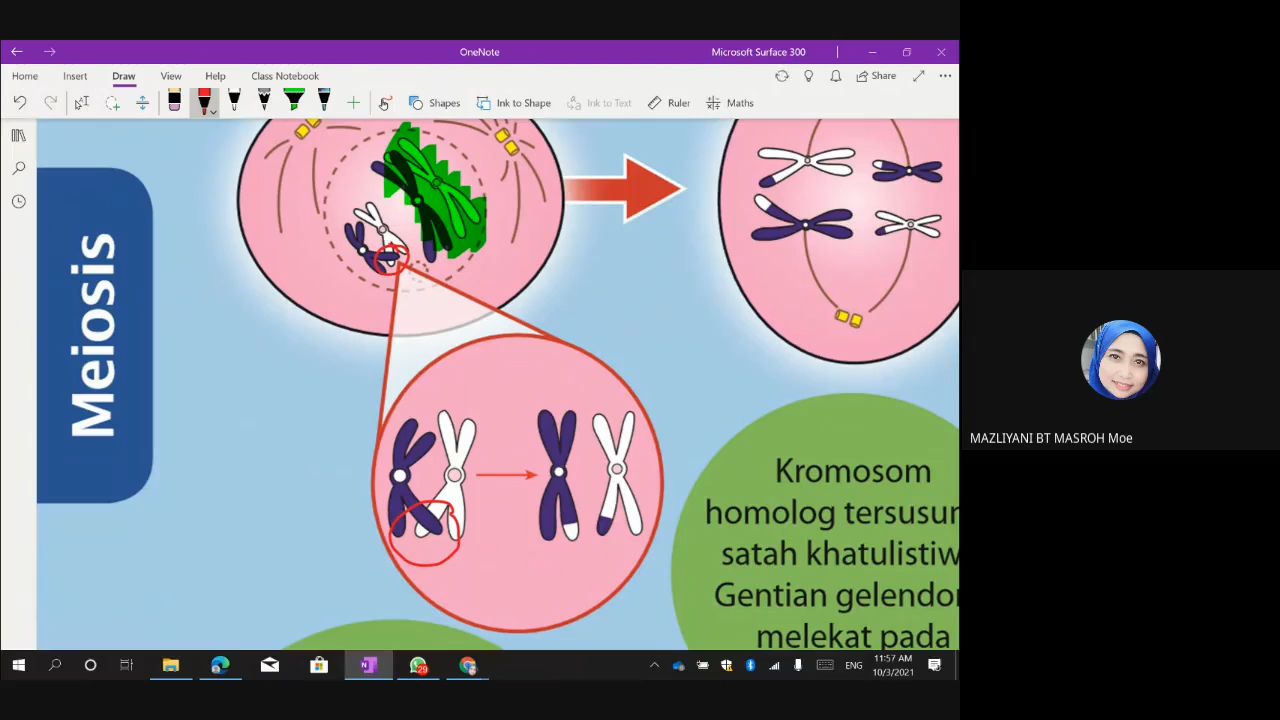 OneNote
Microsoft Surface 300
Home
Insert
Draw
View
Help
Class Notebook
Share
Shapes
Ink to Shape
Ink to Text
Ruler
Maths
Meiosis
Kromosom
homolog tersusun
satah khatulistiw
Gentian gelendo
melekat pada
MAZLIYANI BT MASROH Moe
29
ENG
11:57 AM
10/3/2021